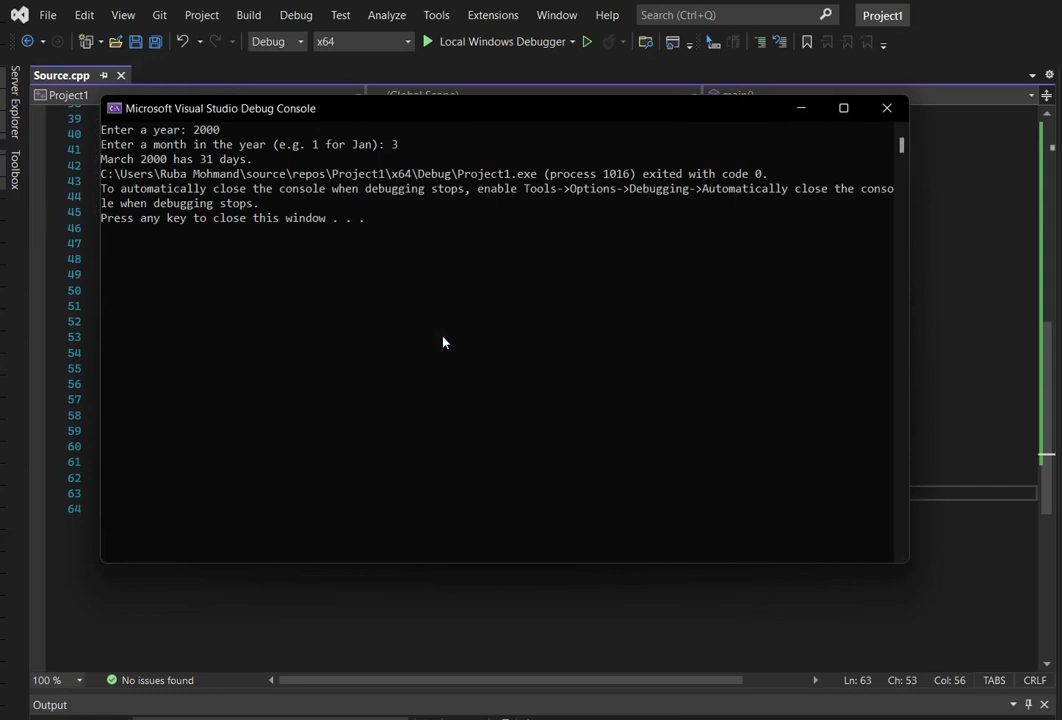 File Edit View Git Project Build Debug Test Analyze Tools Extensions Window Help Search (Ctrl+Q) Project1
Debug x64 Local Windows Debugger
Source.cpp
Project1 (Global Scope) main()
Server Explorer
Toolbox
Microsoft Visual Studio Debug Console
Enter a year: 2000
Enter a month in the year (e.g. 1 for Jan): 3
March 2000 has 31 days.
C:\Users\Ruba Mohmand\source\repos\Project1\x64\Debug\Project1.exe (process 1016) exited with code 0.
To automatically close the console when debugging stops, enable Tools->Options->Debugging->Automatically close the conso
le when debugging stops.
Press any key to close this window . . .
38
39
40
41
42
43
44
45
46
47
48
49
50
51
52
53
54
55
56
57
58
59
60
61
62
63
64
100 % No issues found Ln: 63 Ch: 53 Col: 56 TABS CRLF
Output